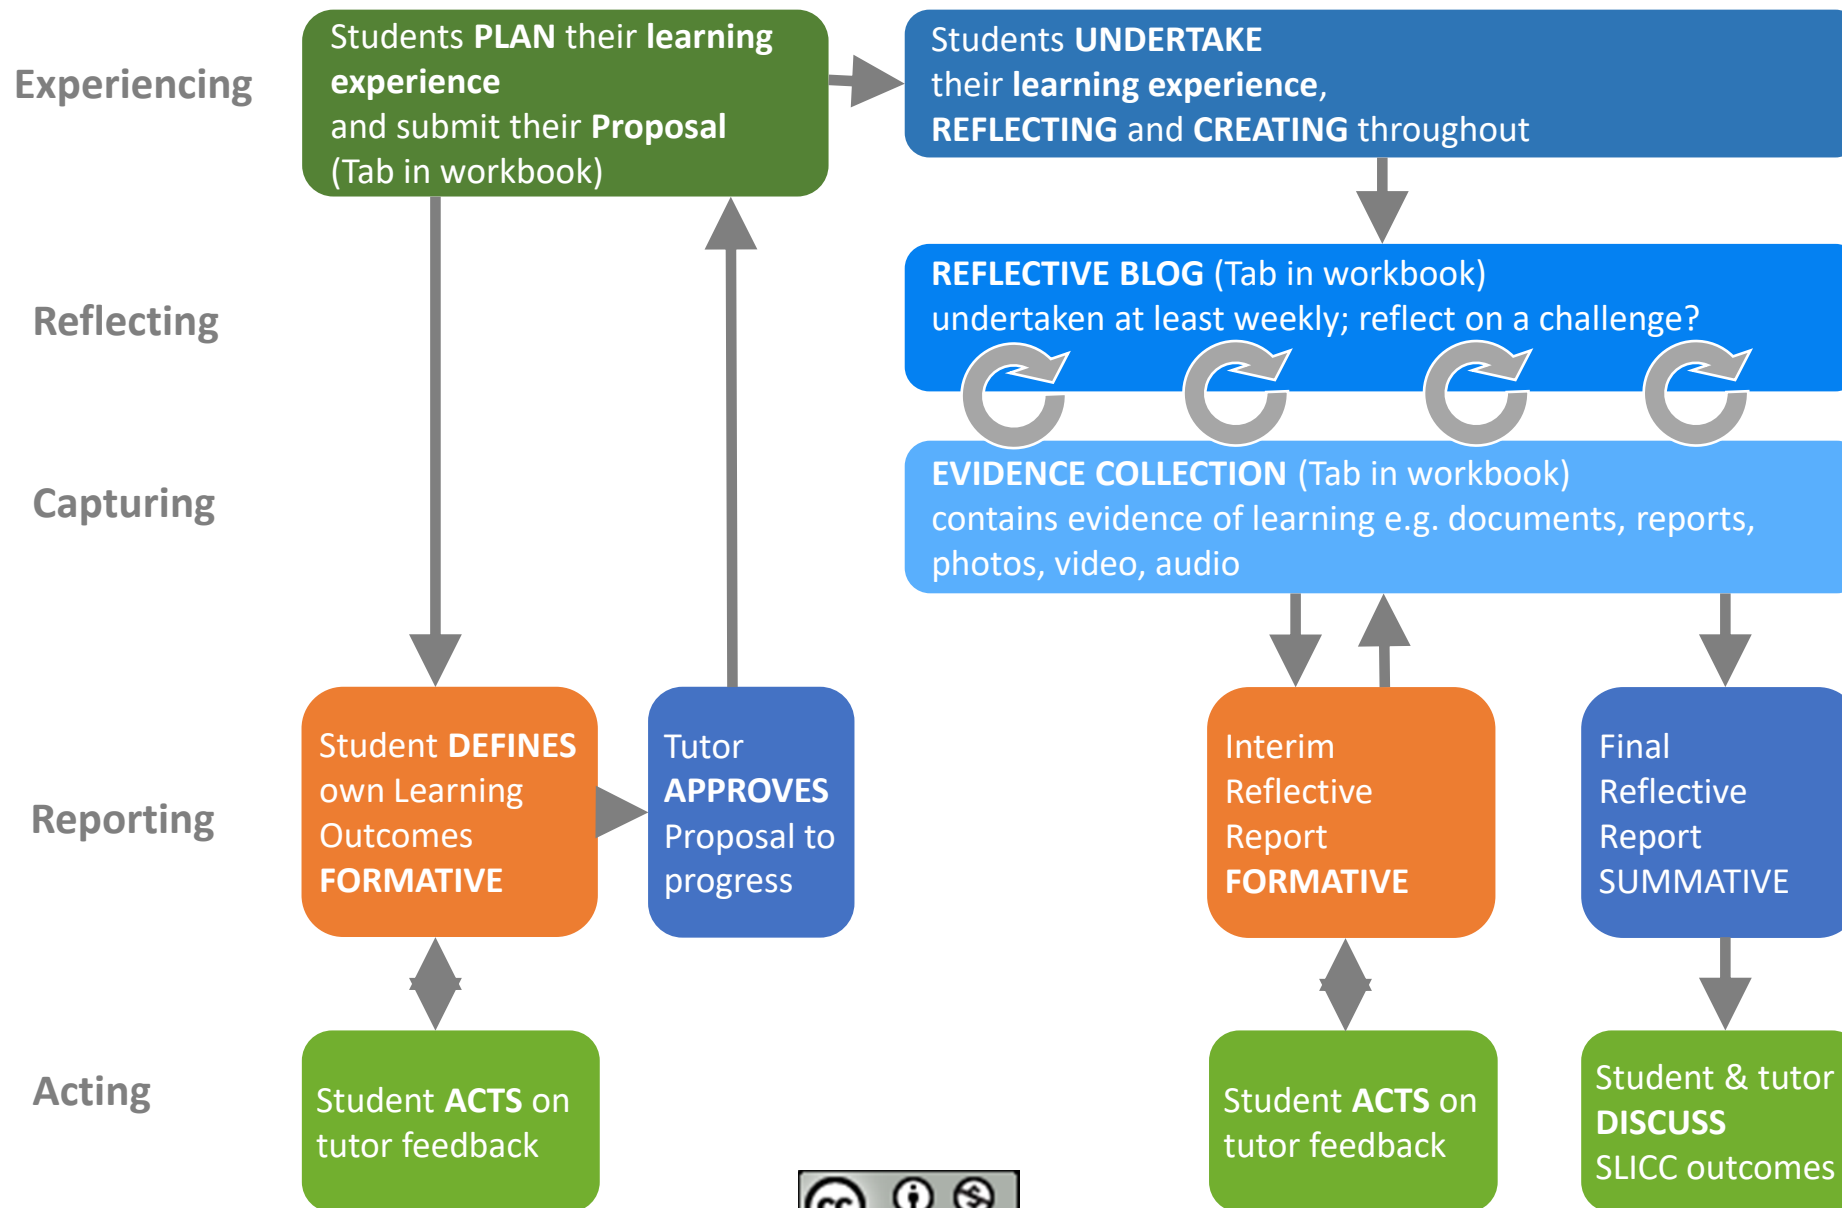 Experiencing
Students PLAN their learning
experience
and submit their Proposal
(Tab in workbook)
Students UNDERTAKE
their learning experience,
REFLECTING and CREATING throughout
Reflecting
REFLECTIVE BLOG (Tab in workbook)
undertaken at least weekly; reflect on a challenge?
Capturing
EVIDENCE COLLECTION (Tab in workbook)
contains evidence of learning e.g. documents, reports,
photos, video, audio
Reporting
Student DEFINES
own Learning
Outcomes
FORMATIVE
Tutor
APPROVES
Proposal to
progress
Interim
Reflective
Report
FORMATIVE
Final
Reflective
Report
SUMMATIVE
Acting
Student ACTS on
tutor feedback
Student ACTS on
tutor feedback
Student & tutor
DISCUSS
SLICC outcomes
cc